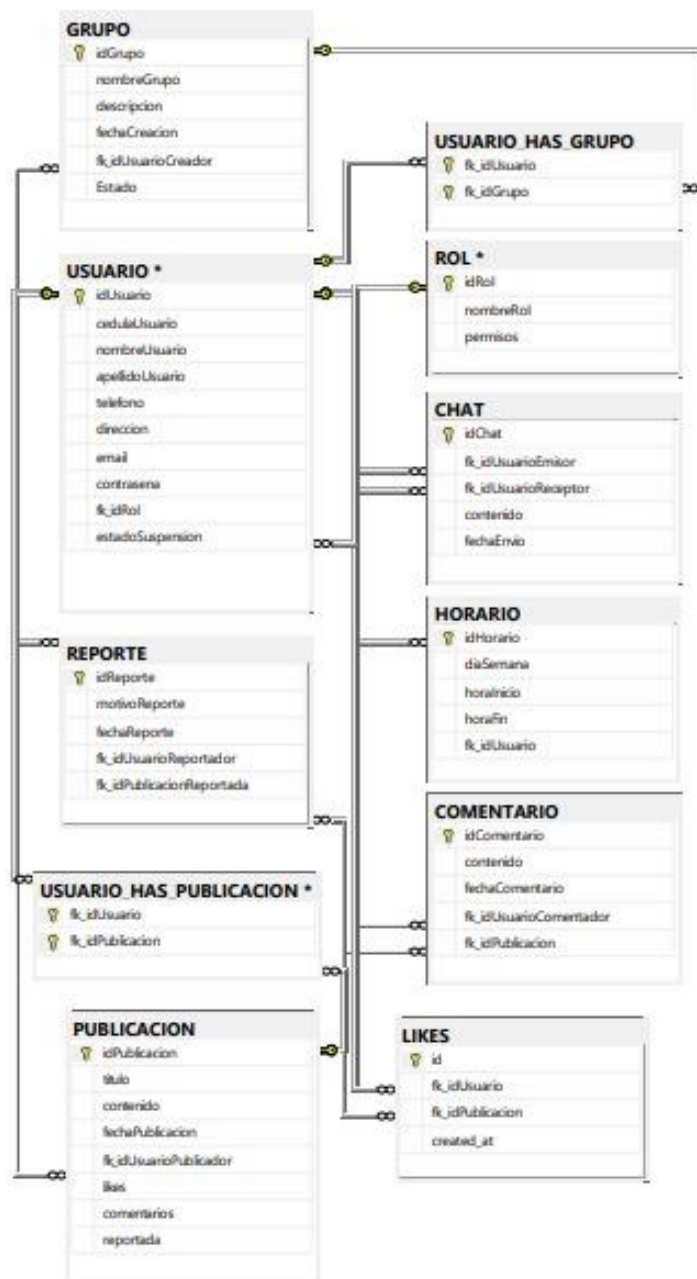 GRUPO
idGrupo
nombreGrupo
descripcion
fechaCreacion
fk_idUsuarioCreador
Estado
USUARIO_HAS_GRUPO
fk_idUsuario
fk_idGrupo
USUARIO *
idUsuario
cedulaUsuario
nombreUsuario
apellidoUsuario
telefono
direccion
email
contrasena
fk_idRol
estadoSuspension
ROL *
idRol
nombreRol
permisos
CHAT
idChat
fk_idUsuarioEmisor
fk_idUsuarioReceptor
contenido
fechaEnvio
HORARIO
idHorario
diaSemana
horaInicio
horaFin
fk_idUsuario
REPORTE
idReporte
motivoReporte
fechaReporte
fk_idUsuarioReportador
fk_idPublicacionReportada
COMENTARIO
idComentario
contenido
fechaComentario
fk_idUsuarioComentador
fk_idPublicacion
USUARIO_HAS_PUBLICACION *
fk_idUsuario
fk_idPublicacion
PUBLICACION
idPublicacion
titulo
contenido
fechaPublicacion
fk_idUsuarioPublicador
likes
comentarios
reportada
LIKES
id
fk_idUsuario
fk_idPublicacion
created_at